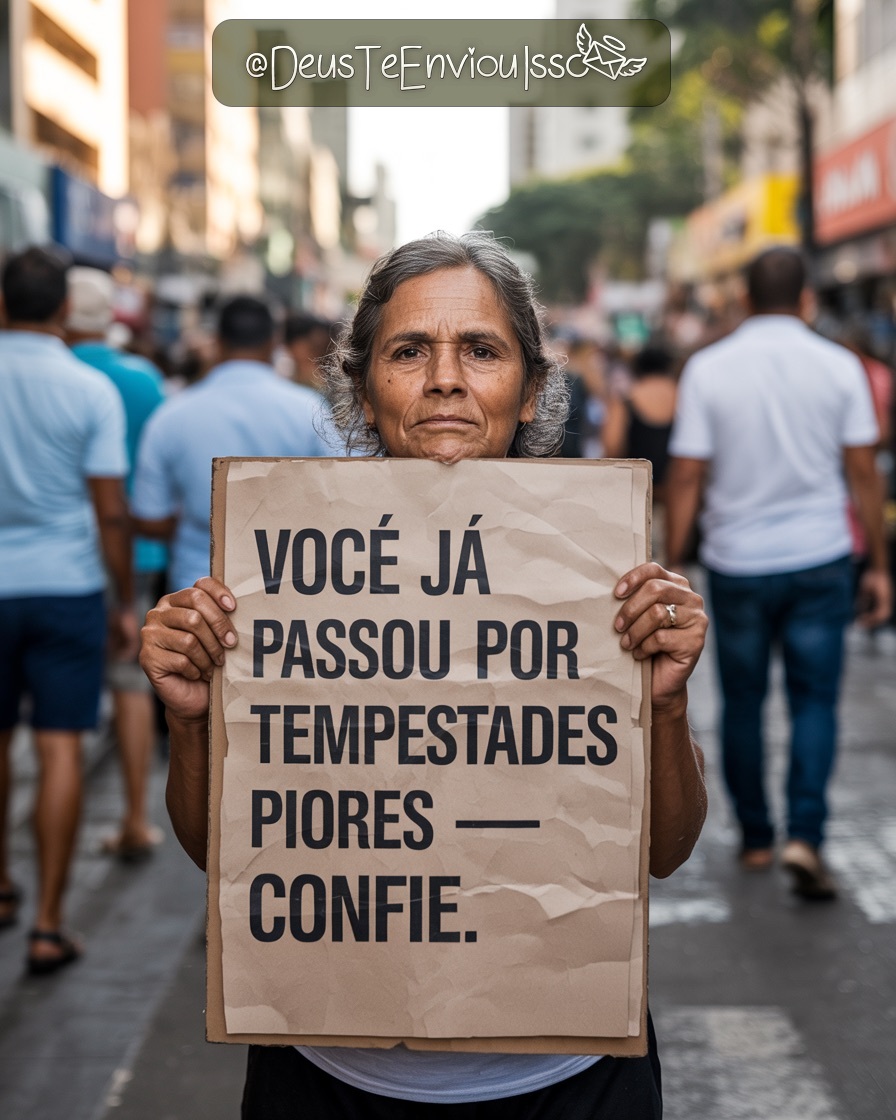 @DeusTeEnviouIsso
VOCÉ JÁ
PASSOU POR
TEMPESTADES
PIORES —
CONFIE.